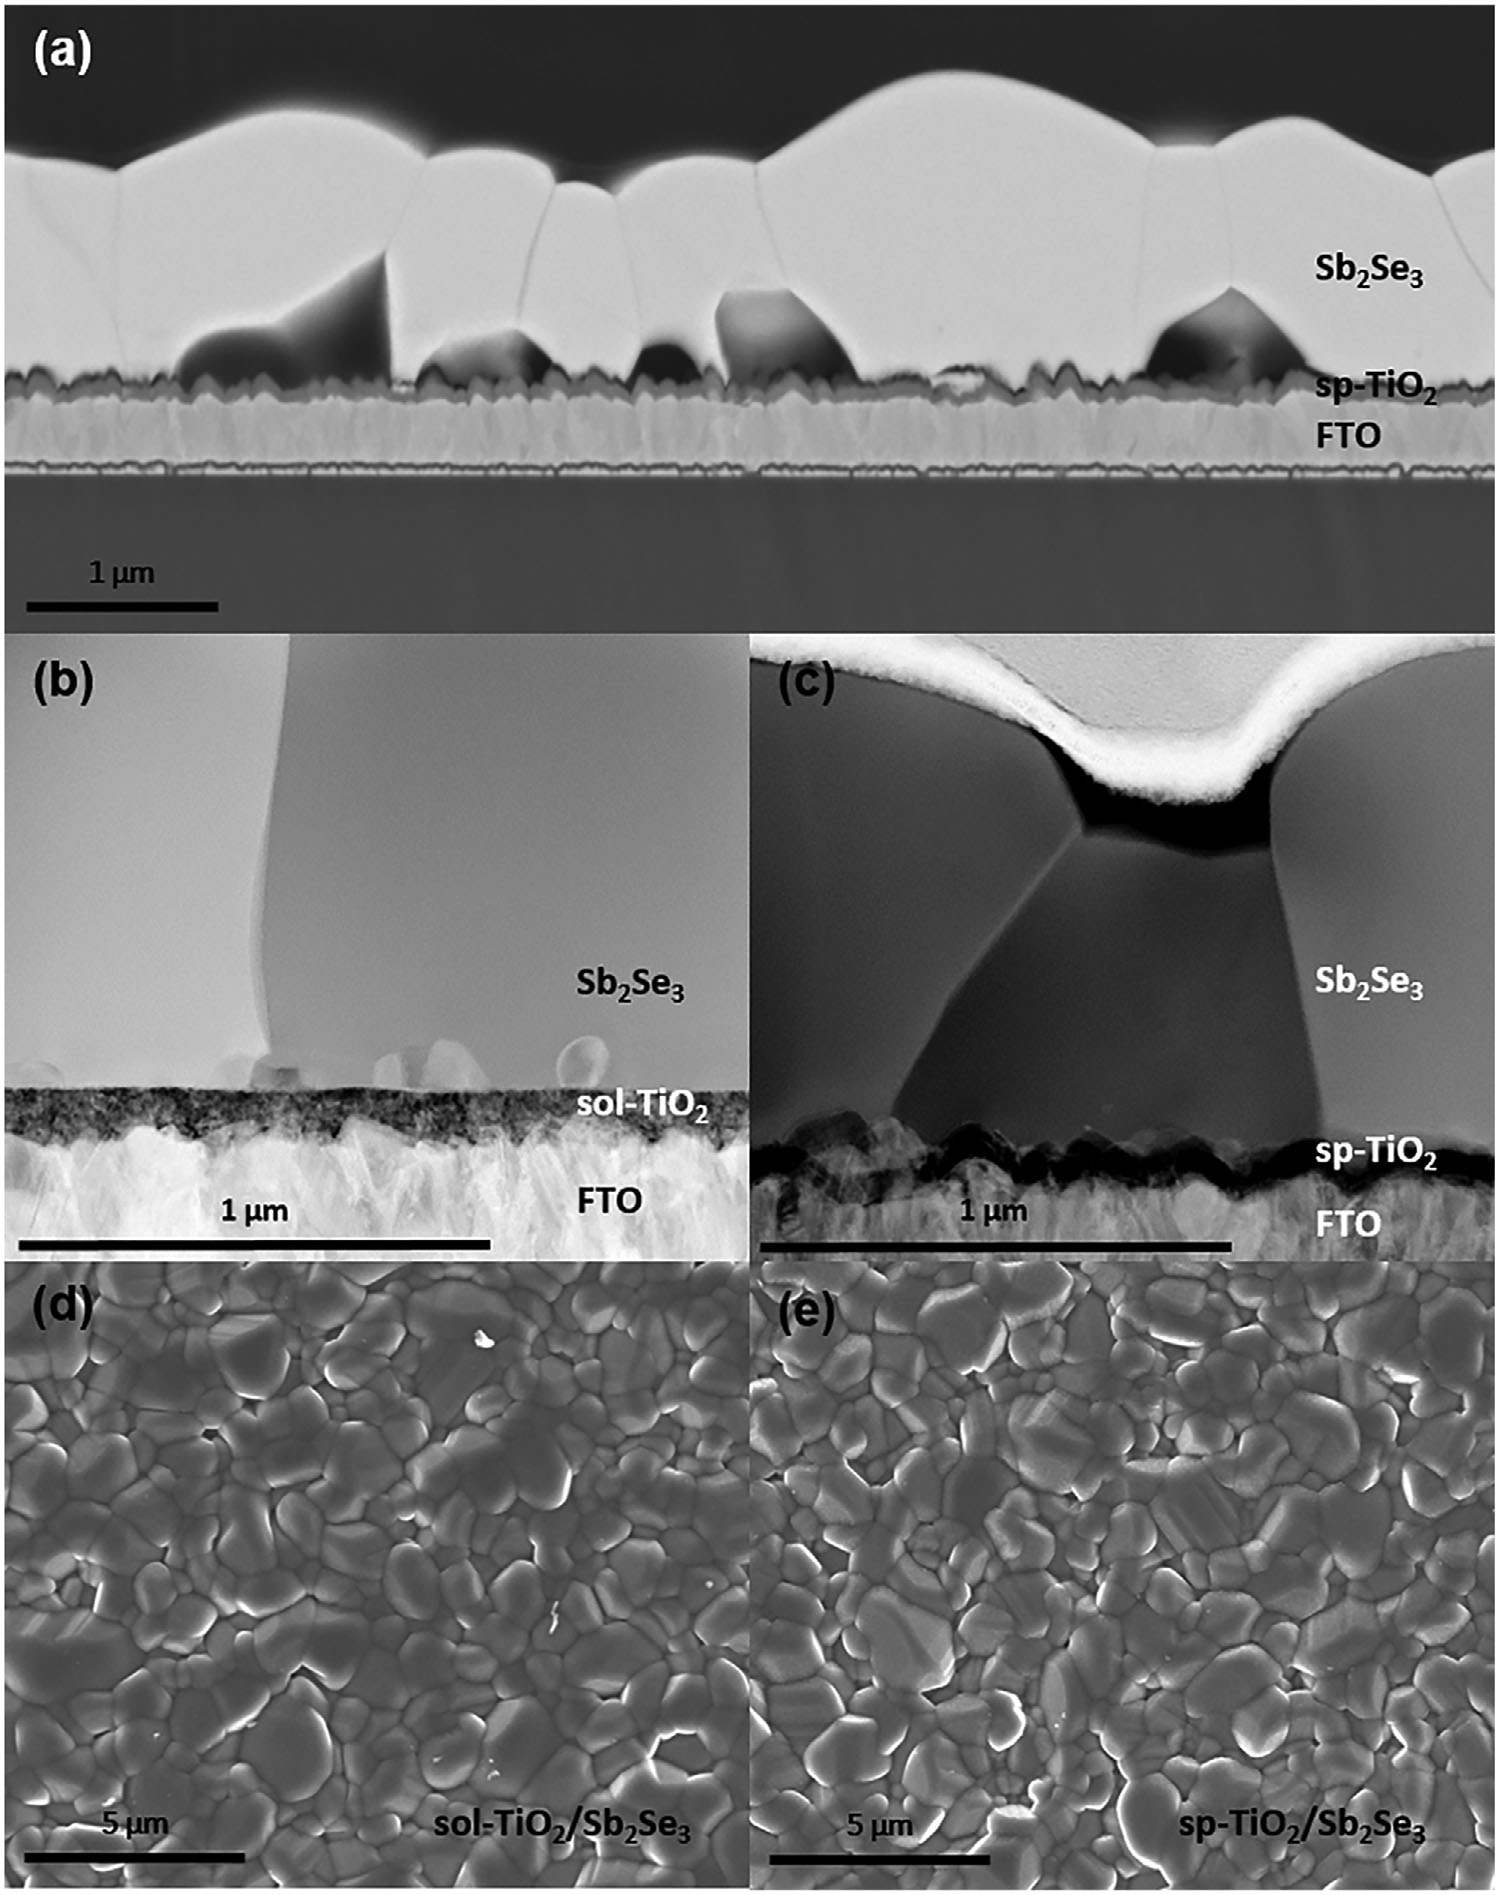 (a)
Sb₂Se₃
sp-TiO₂
FTO
1 µm
(b)
Sb₂Se₃
sol-TiO₂
FTO
1 µm
(c)
Sb₂Se₃
sp-TiO₂
FTO
1 µm
(d)
5 µm
sol-TiO₂/Sb₂Se₃
(e)
5 µm
sp-TiO₂/Sb₂Se₃